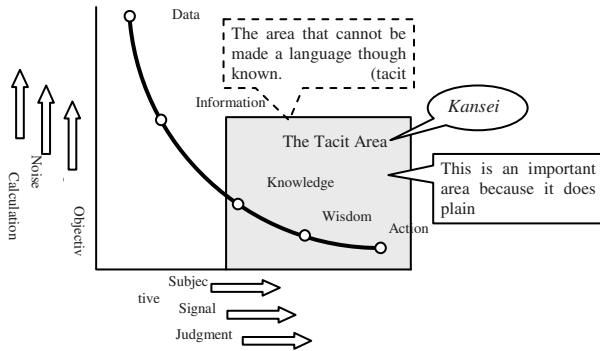 Data
The area that cannot be
made a language though
known. (tacit
Information
Kansei
The Tacit Area
This is an important
area because it does
plain
Knowledge
Wisdom
Action
Calculation
Noise
-
Objectiv
Subjec
tive
Signal
Judgment